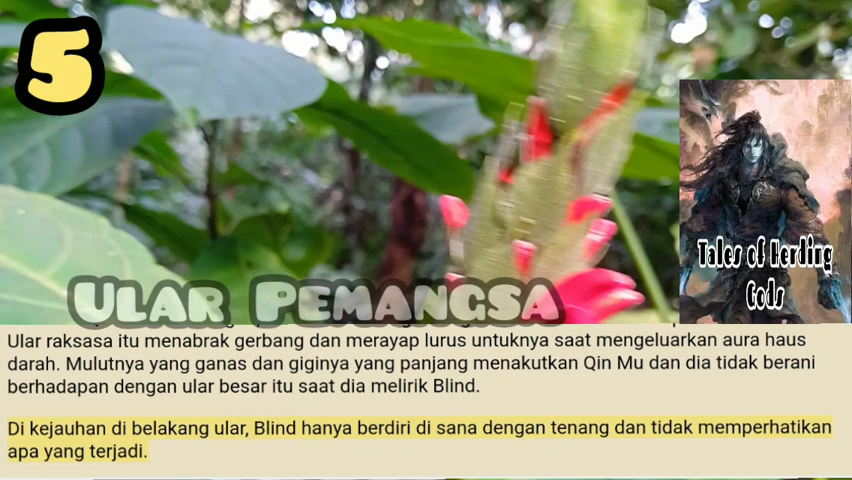 5
Tales of Herding
Gods
ULAR PEMANGSA
Ular raksasa itu menabrak gerbang dan merayap lurus untuknya saat mengeluarkan aura haus
darah. Mulutnya yang ganas dan giginya yang panjang menakutkan Qin Mu dan dia tidak berani
berhadapan dengan ular besar itu saat dia melirik Blind.
Di kejauhan di belakang ular, Blind hanya berdiri di sana dengan tenang dan tidak memperhatikan
apa yang terjadi.